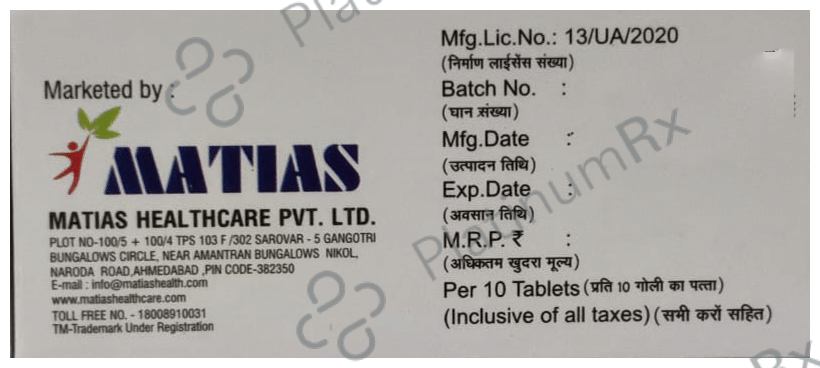 Marketed by :
MATIAS
MATIAS HEALTHCARE PVT. LTD.
PLOT NO-100/5 + 100/4 TPS 103 F /302 SAROVAR - 5 GANGOTRI
BUNGALOWS CIRCLE, NEAR AMANTRAN BUNGALOWS NIKOL,
NARODA ROAD,AHMEDABAD ,PIN CODE-382350
E-mail : info@matiashealth.com
www.matiashealthcare.com
TOLL FREE NO. - 18008910031
TM-Trademark Under Registration
Mfg.Lic.No.: 13/UA/2020
(निर्माण लाईसेंस संख्या)
Batch No. :
(घान संख्या)
Mfg.Date :
(उत्पादन तिथि)
Exp.Date :
(अवसान तिथि)
M.R.P. ₹ :
(अधिकतम खुदरा मूल्य)
Per 10 Tablets (प्रति 10 गोली का पत्ता)
(Inclusive of all taxes) (सभी करों सहित)
PlatinumRx